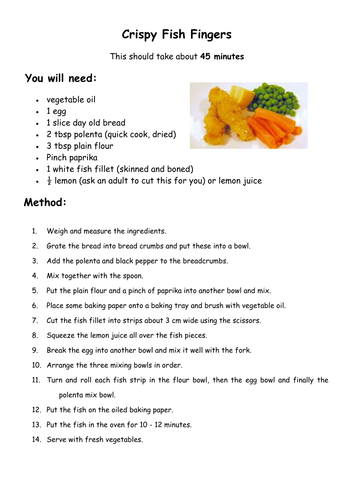 Crispy Fish Fingers
This should take about 45 minutes
You will need:
• vegetable oil
• 1 egg
• 1 slice day old bread
• 2 tbsp polenta (quick cook, dried)
• 3 tbsp plain flour
• Pinch paprika
• 1 white fish fillet (skinned and boned)
• ½ lemon (ask an adult to cut this for you) or lemon juice
Method:
1. Weigh and measure the ingredients.
2. Grate the bread into bread crumbs and put these into a bowl.
3. Add the polenta and black pepper to the breadcrumbs.
4. Mix together with the spoon.
5. Put the plain flour and a pinch of paprika into another bowl and mix.
6. Place some baking paper onto a baking tray and brush with vegetable oil.
7. Cut the fish fillet into strips about 3 cm wide using the scissors.
8. Squeeze the lemon juice all over the fish pieces.
9. Break the egg into another bowl and mix it well with the fork.
10. Arrange the three mixing bowls in order.
11. Turn and roll each fish strip in the flour bowl, then the egg bowl and finally the
polenta mix bowl.
12. Put the fish on the oiled baking paper.
13. Put the fish in the oven for 10 - 12 minutes.
14. Serve with fresh vegetables.